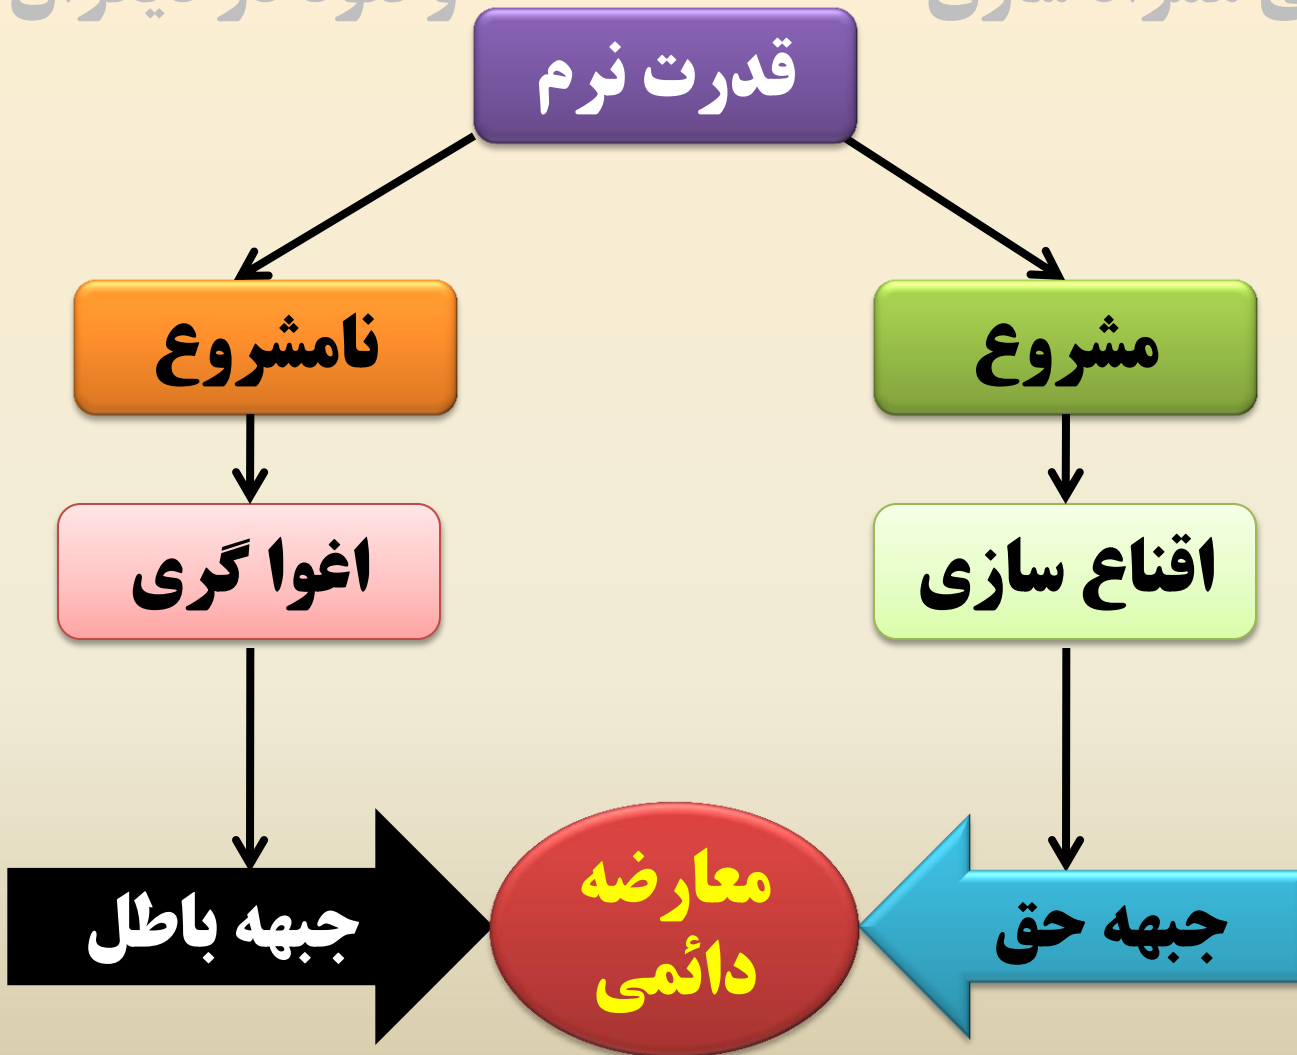 قدرت نرم
مشروع
نامشروع
اقناع سازی
اغوا گری
جبهه حق
معارضه
دائمی
جبهه باطل